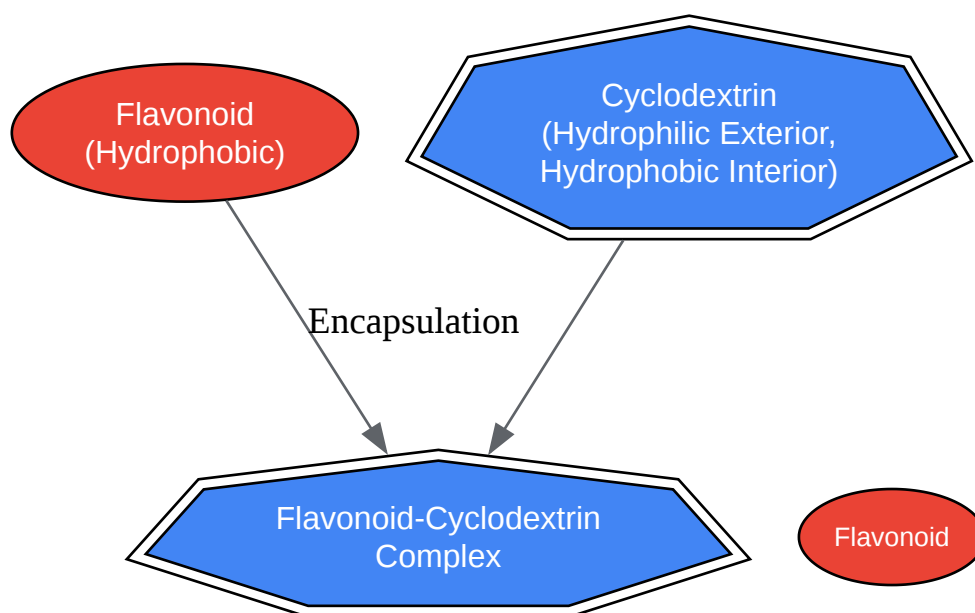 Flavonoid
(Hydrophobic)
Cyclodextrin
(Hydrophilic Exterior,
Hydrophobic Interior)
Encapsulation
Flavonoid-Cyclodextrin
Complex
Flavonoid